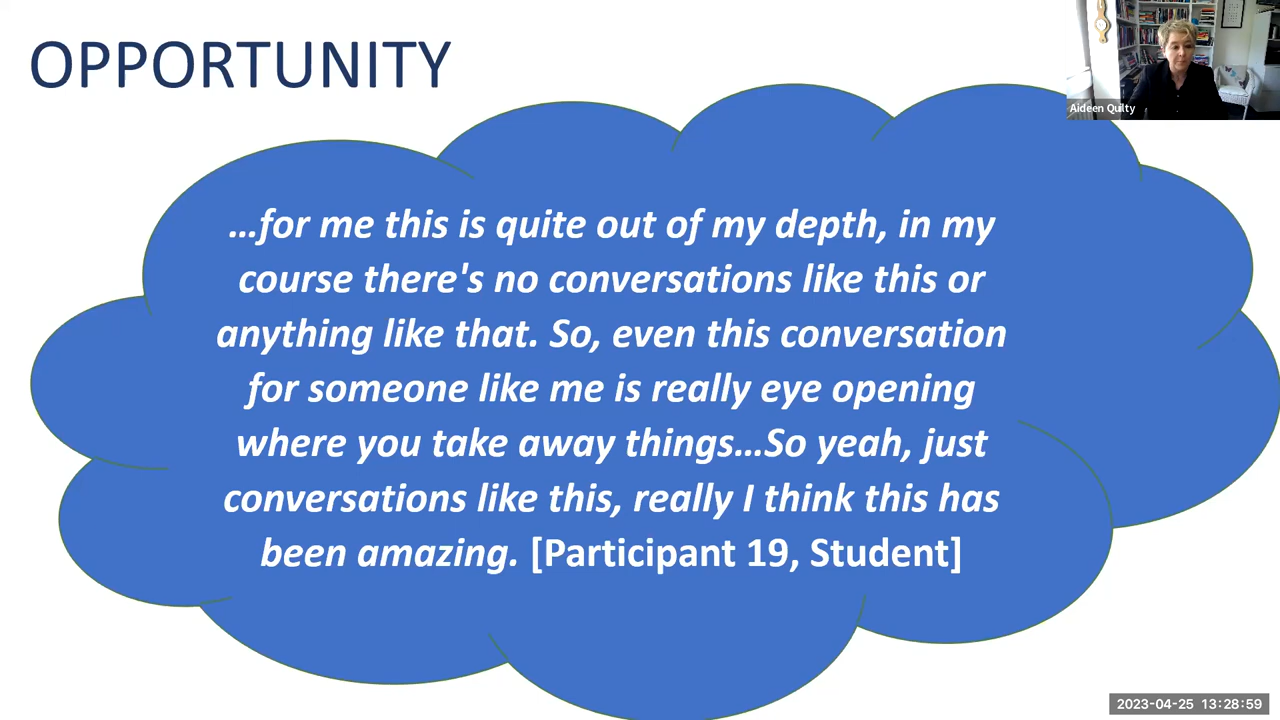 OPPORTUNITY
Aideen Quilty
…for me this is quite out of my depth, in my
course there's no conversations like this or
anything like that. So, even this conversation
for someone like me is really eye opening
where you take away things…So yeah, just
conversations like this, really I think this has
been amazing. [Participant 19, Student]
2023-04-25 13:28:59